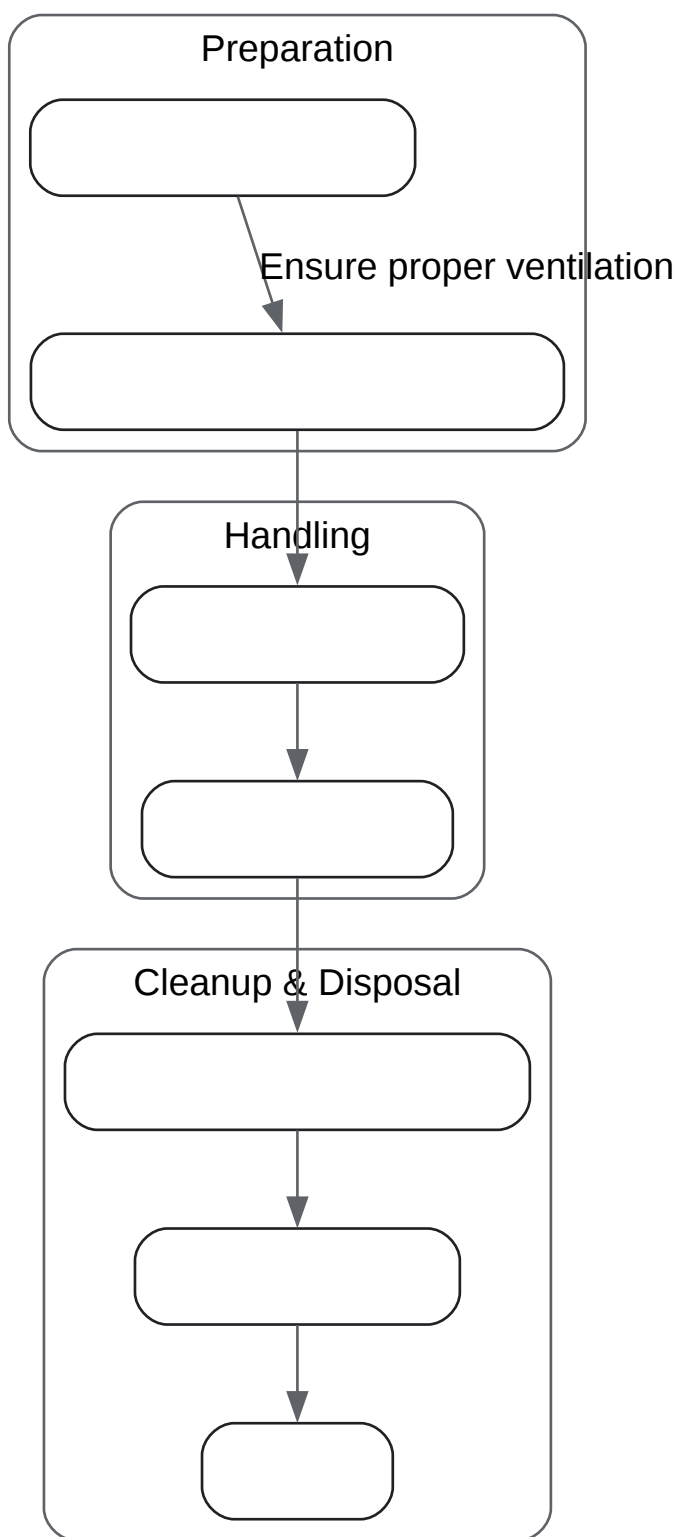 Preparation
Ensure proper ventilation
Handling
Cleanup & Disposal